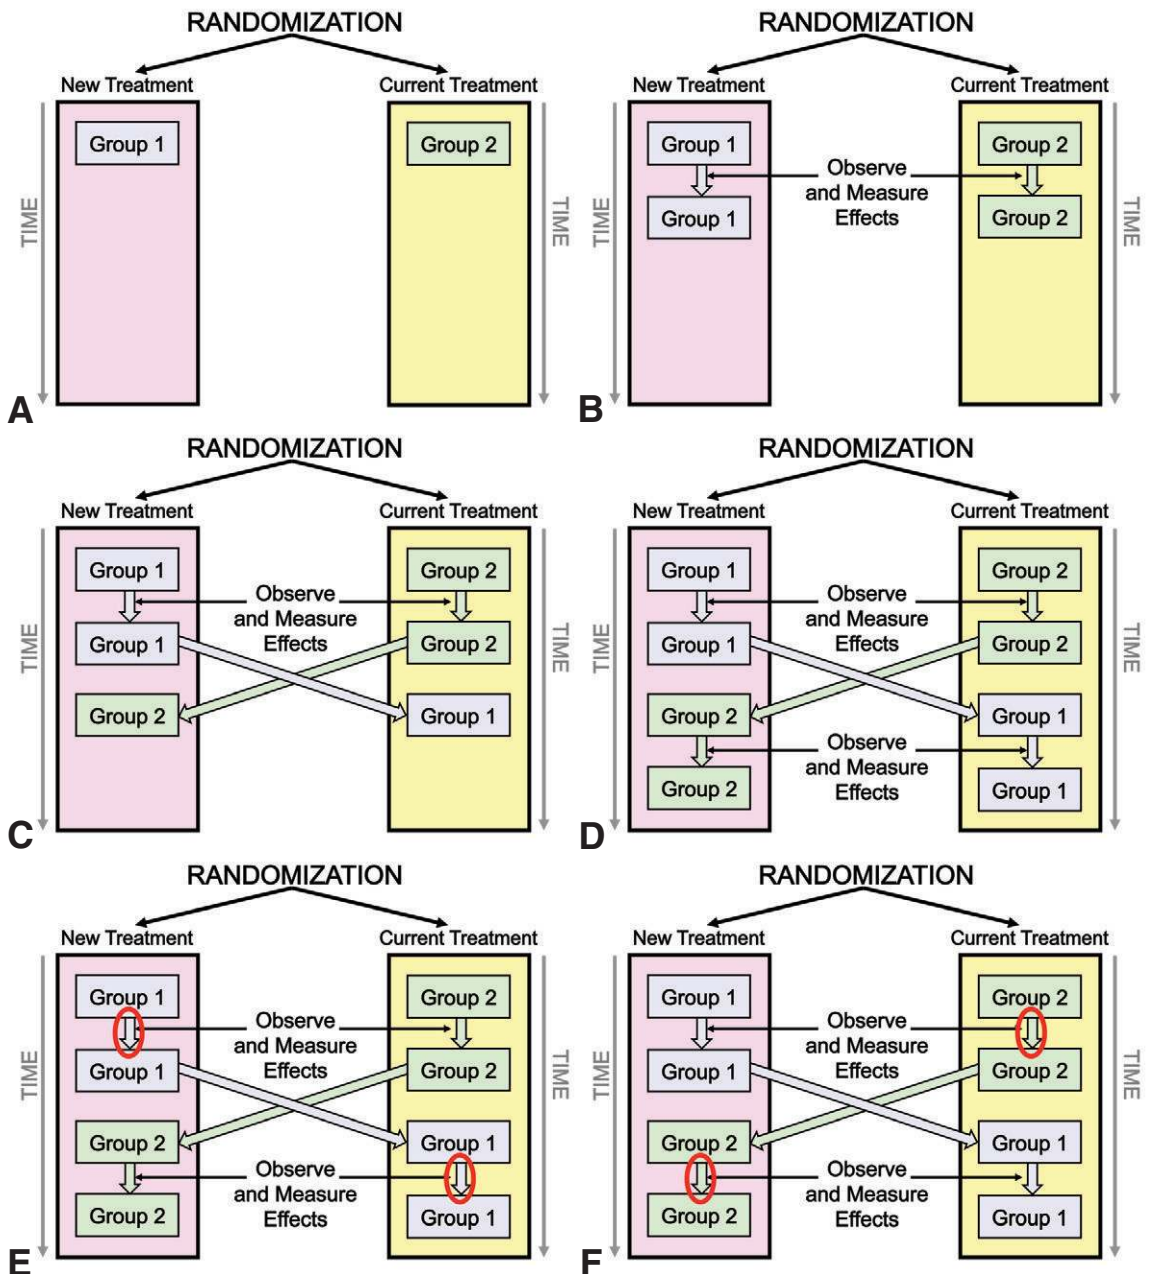 RANDOMIZATION
New Treatment
Current Treatment
Group 1
Group 2
TIME
TIME
A
RANDOMIZATION
New Treatment
Current Treatment
Group 1
Group 2
Observe
and Measure
Effects
Group 1
Group 2
TIME
TIME
B
RANDOMIZATION
New Treatment
Current Treatment
Group 1
Group 2
Observe
and Measure
Effects
Group 1
Group 2
TIME
TIME
Group 2
Group 1
C
RANDOMIZATION
New Treatment
Current Treatment
Group 1
Group 2
Observe
and Measure
Effects
Group 1
Group 2
TIME
TIME
Group 2
Group 1
Observe
and Measure
Effects
Group 2
Group 1
D
RANDOMIZATION
New Treatment
Current Treatment
Group 1
Group 2
Observe
and Measure
Effects
Group 1
Group 2
TIME
TIME
Group 2
Group 1
Observe
and Measure
Effects
Group 2
Group 1
E
RANDOMIZATION
New Treatment
Current Treatment
Group 1
Group 2
Observe
and Measure
Effects
Group 1
Group 2
TIME
TIME
Group 2
Group 1
Observe
and Measure
Effects
Group 2
Group 1
F